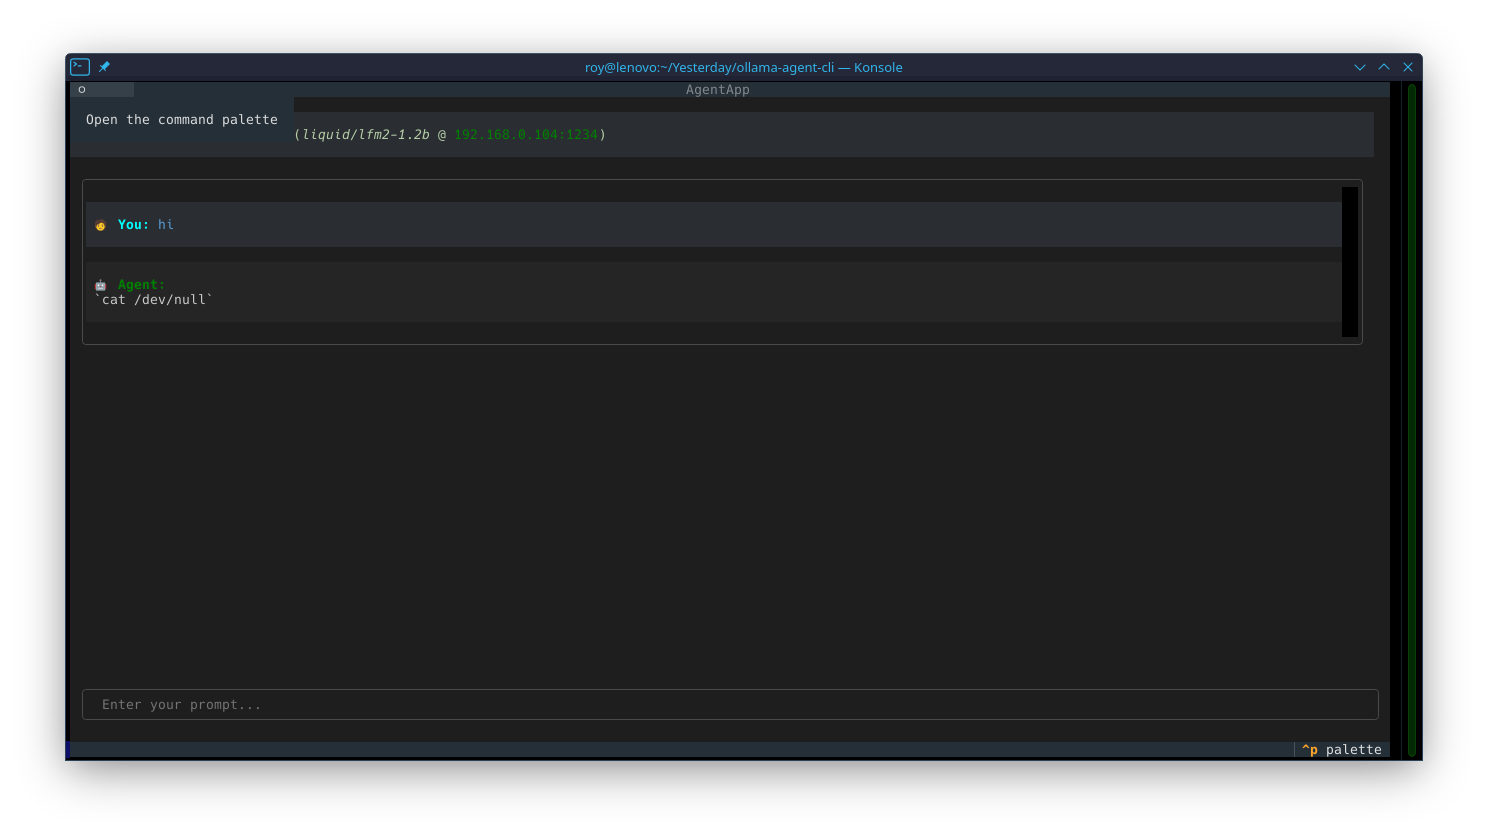 roy@lenovo:~/Yesterday/ollama-agent-cli — Konsole
AgentApp
Open the command palette
(liquid/lfm2-1.2b @ 192.168.0.104:1234)
You: hi
Agent:
`cat /dev/null`
Enter your prompt...
^p palette